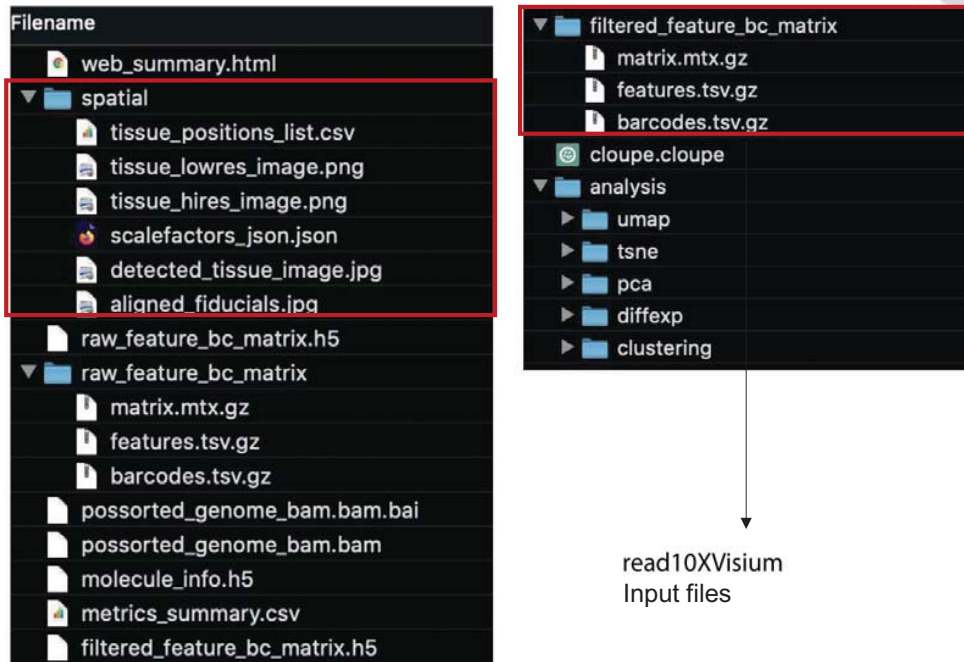 Filename
web_summary.html
spatial
tissue_positions_list.csv
tissue_lowres_image.png
tissue_hires_image.png
scalefactors_json.json
detected_tissue_image.jpg
aligned_fiducials.jpg
raw_feature_bc_matrix.h5
raw_feature_bc_matrix
matrix.mtx.gz
features.tsv.gz
barcodes.tsv.gz
possorted_genome_bam.bam.bai
possorted_genome_bam.bam
molecule_info.h5
metrics_summary.csv
filtered_feature_bc_matrix.h5
filtered_feature_bc_matrix
matrix.mtx.gz
features.tsv.gz
barcodes.tsv.gz
cloupe.cloupe
analysis
umap
tsne
pca
diffexp
clustering
read10XVisium
Input files